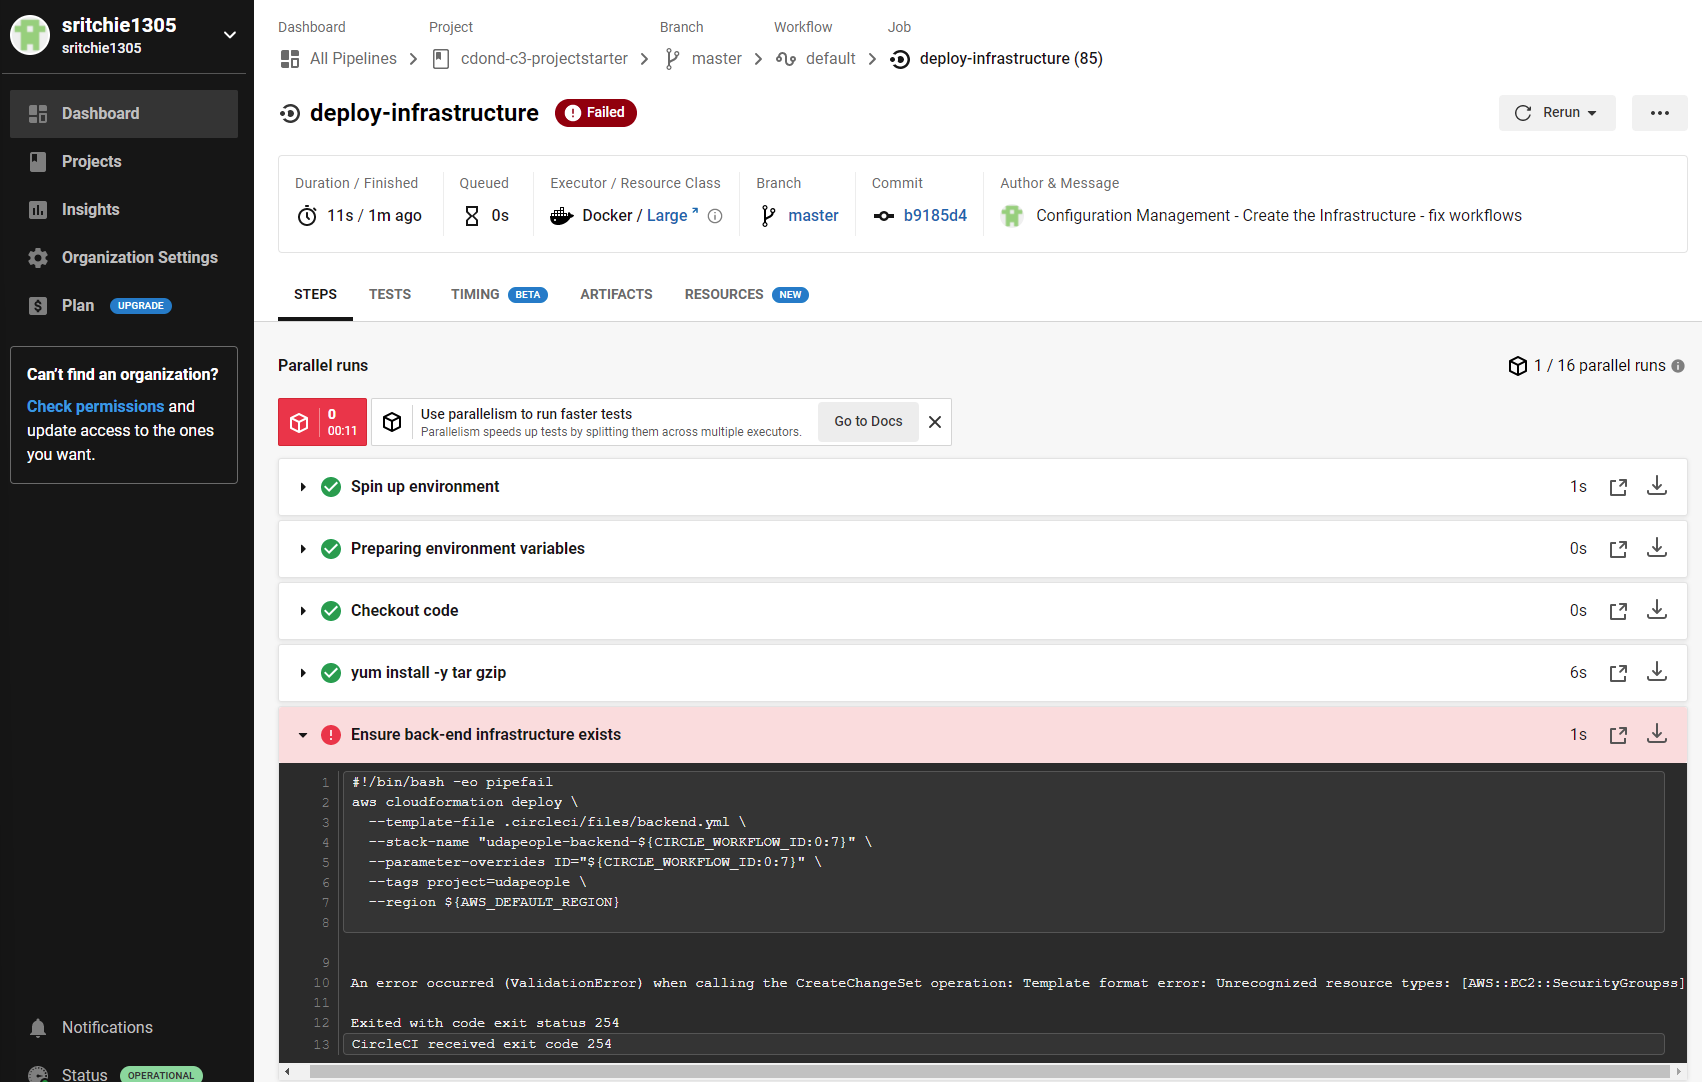 sritchie1305
sritchie1305
Dashboard
Projects
Insights
Organization Settings
Plan UPGRADE
Can't find an organization?
Check permissions and
update access to the ones
you want.
Notifications
Status OPERATIONAL
Dashboard Project Branch Workflow Job
All Pipelines cdond-c3-projectstarter master default deploy-infrastructure (85)
deploy-infrastructure Failed
Rerun
Duration / Finished Queued Executor / Resource Class Branch Commit Author & Message
11s / 1m ago 0s Docker / Large master b9185d4 Configuration Management - Create the Infrastructure - fix workflows
STEPS TESTS TIMING BETA ARTIFACTS RESOURCES NEW
Parallel runs 1 / 16 parallel runs
0
00:11
Use parallelism to run faster tests
Parallelism speeds up tests by splitting them across multiple executors.
Go to Docs
Spin up environment 1s
Preparing environment variables 0s
Checkout code 0s
yum install -y tar gzip 6s
Ensure back-end infrastructure exists 1s
1 #!/bin/bash -eo pipefail
2 aws cloudformation deploy \
3 --template-file .circleci/files/backend.yml \
4 --stack-name "udapeople-backend-${CIRCLE_WORKFLOW_ID:0:7}" \
5 --parameter-overrides ID="${CIRCLE_WORKFLOW_ID:0:7}" \
6 --tags project=udapeople \
7 --region ${AWS_DEFAULT_REGION}
8
9
10 An error occurred (ValidationError) when calling the CreateChangeSet operation: Template format error: Unrecognized resource types: [AWS::EC2::SecurityGroupss]
11
12 Exited with code exit status 254
13 CircleCI received exit code 254